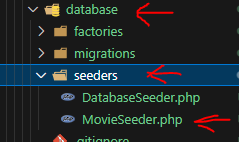 database
factories
migrations
seeders
DatabaseSeeder.php
MovieSeeder.php
.gitignore